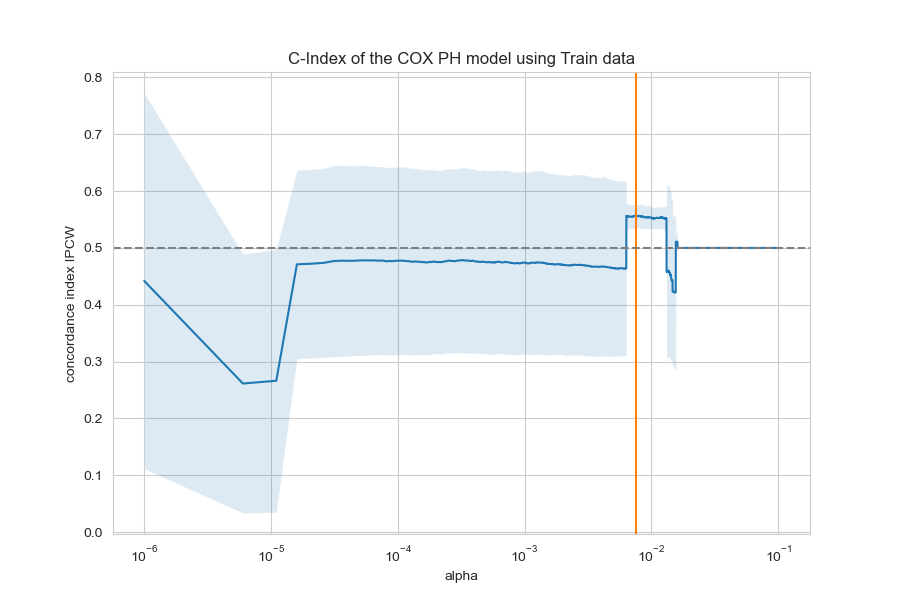 C-Index of the COX PH model using Train data
concordance index IPCW
0.8
0.7
0.6
0.5
0.4
0.3
0.2
0.1
0.0
10⁻⁶ 10⁻⁵ 10⁻⁴ 10⁻³ 10⁻² 10⁻¹
alpha